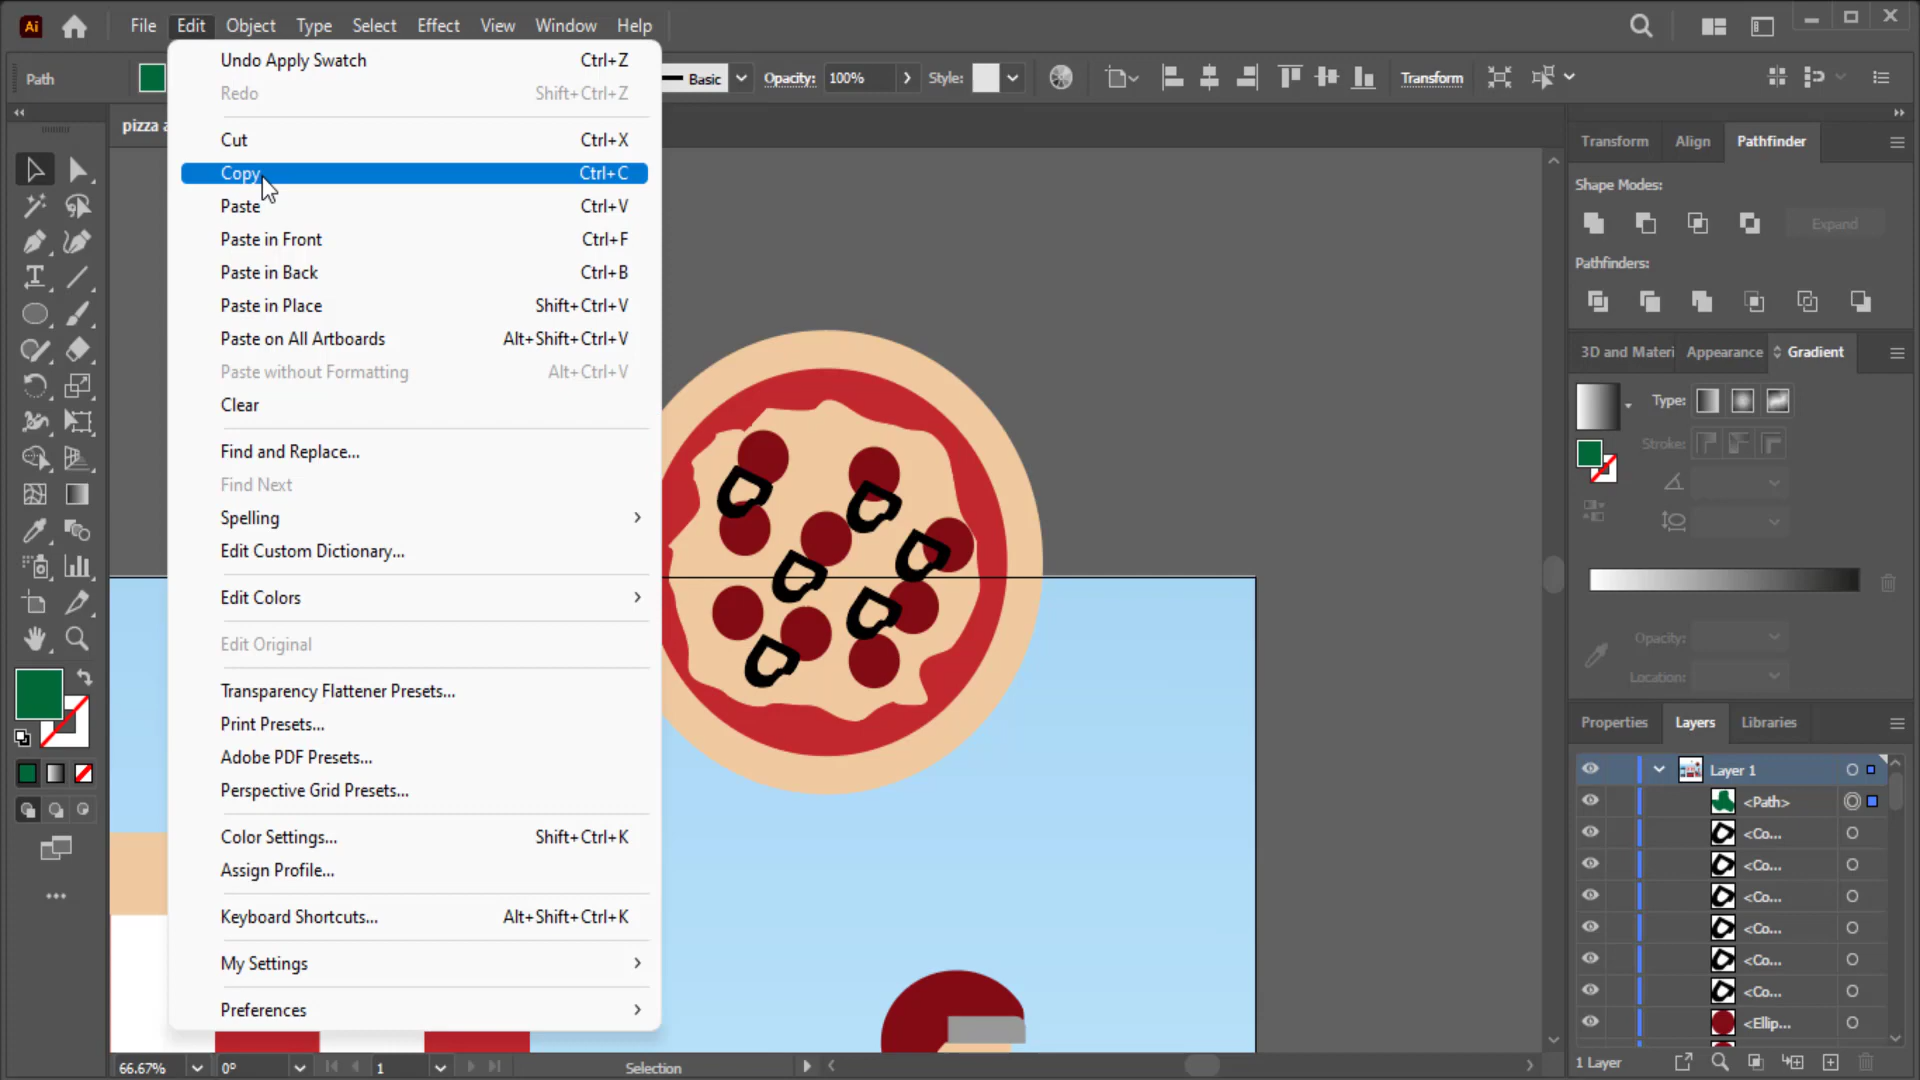 Ai
File Edit Object Type Select Effect View Window Help
Path
Basic Opacity: 100% Style: Transform
pizza a
Undo Apply Swatch Ctrl+Z
Redo Shift+Ctrl+Z
Cut Ctrl+X
Copy Ctrl+C
Paste Ctrl+V
Paste in Front Ctrl+F
Paste in Back Ctrl+B
Paste in Place Shift+Ctrl+V
Paste on All Artboards Alt+Shift+Ctrl+V
Paste without Formatting Alt+Ctrl+V
Clear
Find and Replace...
Find Next
Spelling
Edit Custom Dictionary...
Edit Colors
Edit Original
Transparency Flattener Presets...
Print Presets...
Adobe PDF Presets...
Perspective Grid Presets...
Color Settings... Shift+Ctrl+K
Assign Profile...
Keyboard Shortcuts... Alt+Shift+Ctrl+K
My Settings
Preferences
Transform Align Pathfinder
Shape Modes:
Expand
Pathfinders:
3D and Materi Appearance Gradient
Type:
Stroke:
Opacity:
Location:
Properties Layers Libraries
Layer 1
<Path>
<Co...
<Co...
<Co...
<Co...
<Co...
<Co...
<Ellip...
1 Layer
66.67% 0° 1 Selection